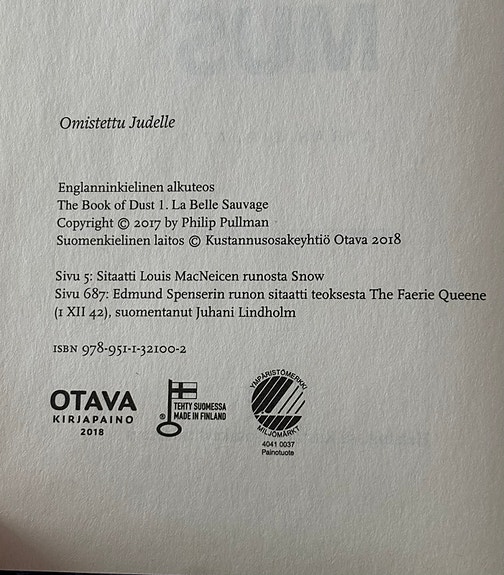 Omistettu Judelle
Englanninkielinen alkuteos
The Book of Dust 1. La Belle Sauvage
Copyright © 2017 by Philip Pullman
Suomenkielinen laitos © Kustannusosakeyhtiö Otava 2018
Sivu 5: Sitaatti Louis MacNeicen runosta Snow
Sivu 687: Edmund Spenserin runon sitaatti teoksesta The Faerie Queene
(1 XII 42), suomentanut Juhani Lindholm
ISBN 978-951-1-32100-2
OTAVA
KIRJAPAINO
2018
® TEHTY SUOMESSA
MADE IN FINLAND
YMPÄRISTÖMERKKI
MILJÖMÄRKT
4041 0037
Painotuote